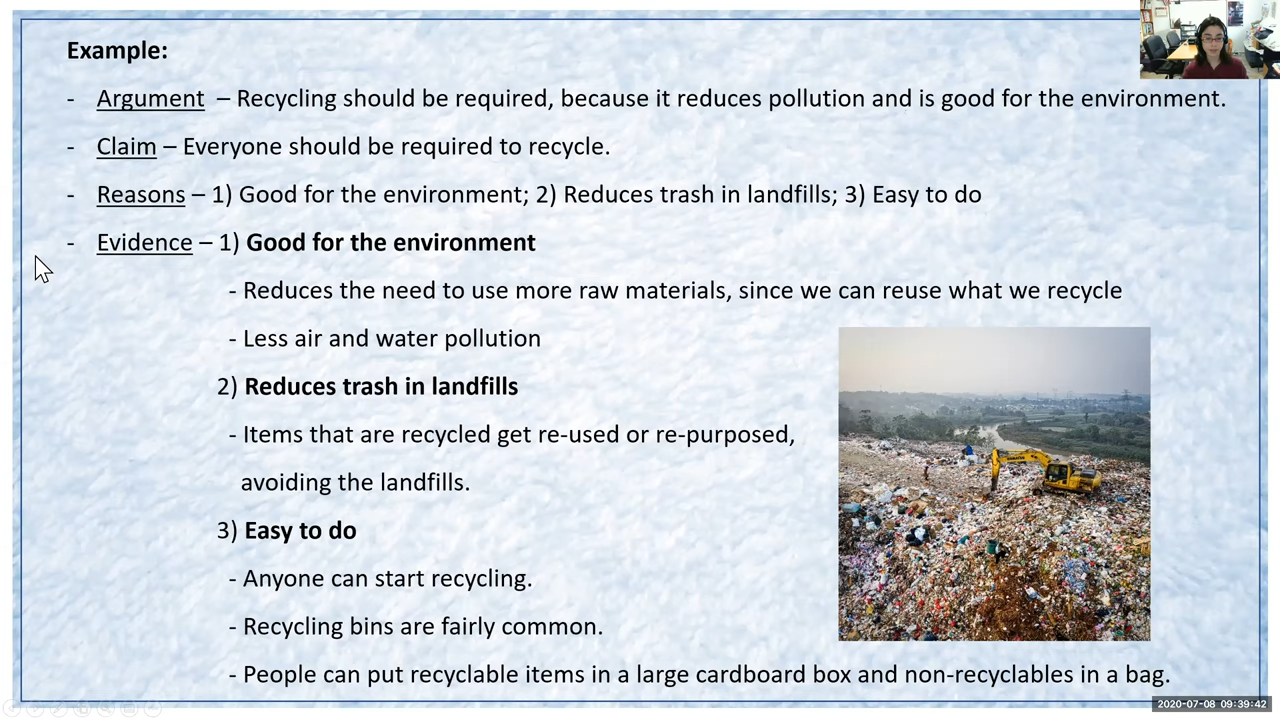 Example:
- Argument – Recycling should be required, because it reduces pollution and is good for the environment.
- Claim – Everyone should be required to recycle.
- Reasons – 1) Good for the environment; 2) Reduces trash in landfills; 3) Easy to do
- Evidence – 1) Good for the environment
- Reduces the need to use more raw materials, since we can reuse what we recycle
- Less air and water pollution
2) Reduces trash in landfills
- Items that are recycled get re-used or re-purposed,
avoiding the landfills.
3) Easy to do
- Anyone can start recycling.
- Recycling bins are fairly common.
- People can put recyclable items in a large cardboard box and non-recyclables in a bag.
2020-07-08 09:39:42